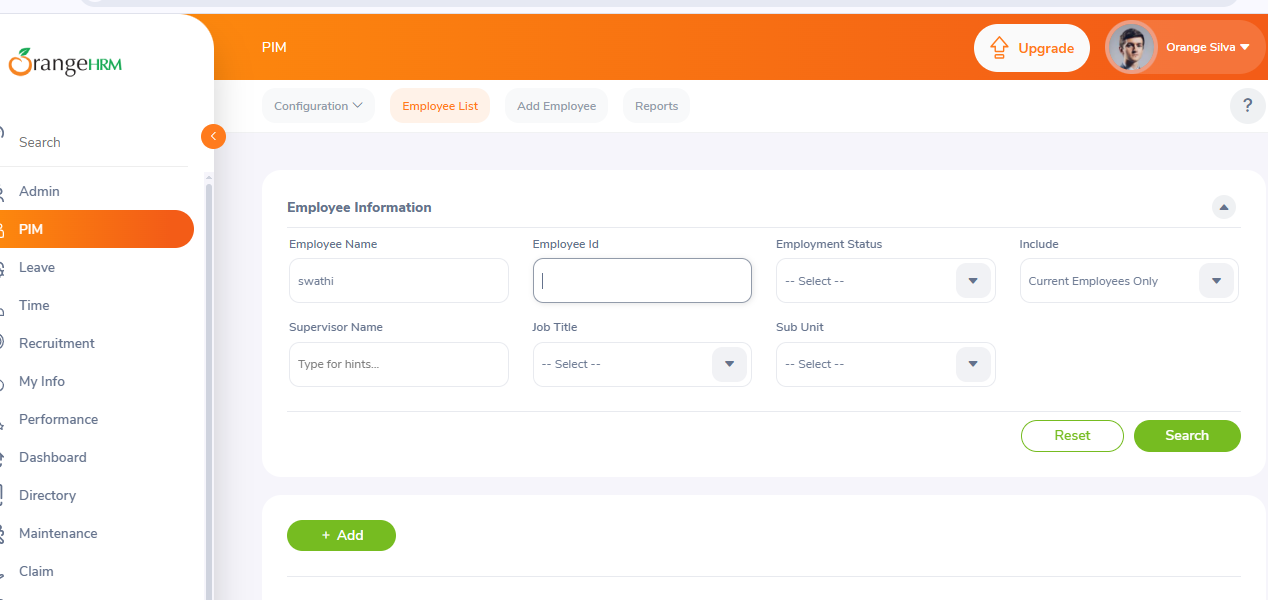 OrangeHRM
PIM
Upgrade
Orange Silva
Configuration
Employee List
Add Employee
Reports
?
Search
Admin
PIM
Leave
Time
Recruitment
My Info
Performance
Dashboard
Directory
Maintenance
Claim
Employee Information
Employee Name
Employee Id
Employment Status
Include
swathi
-- Select --
Current Employees Only
Supervisor Name
Job Title
Sub Unit
Type for hints...
-- Select --
-- Select --
Reset
Search
+ Add